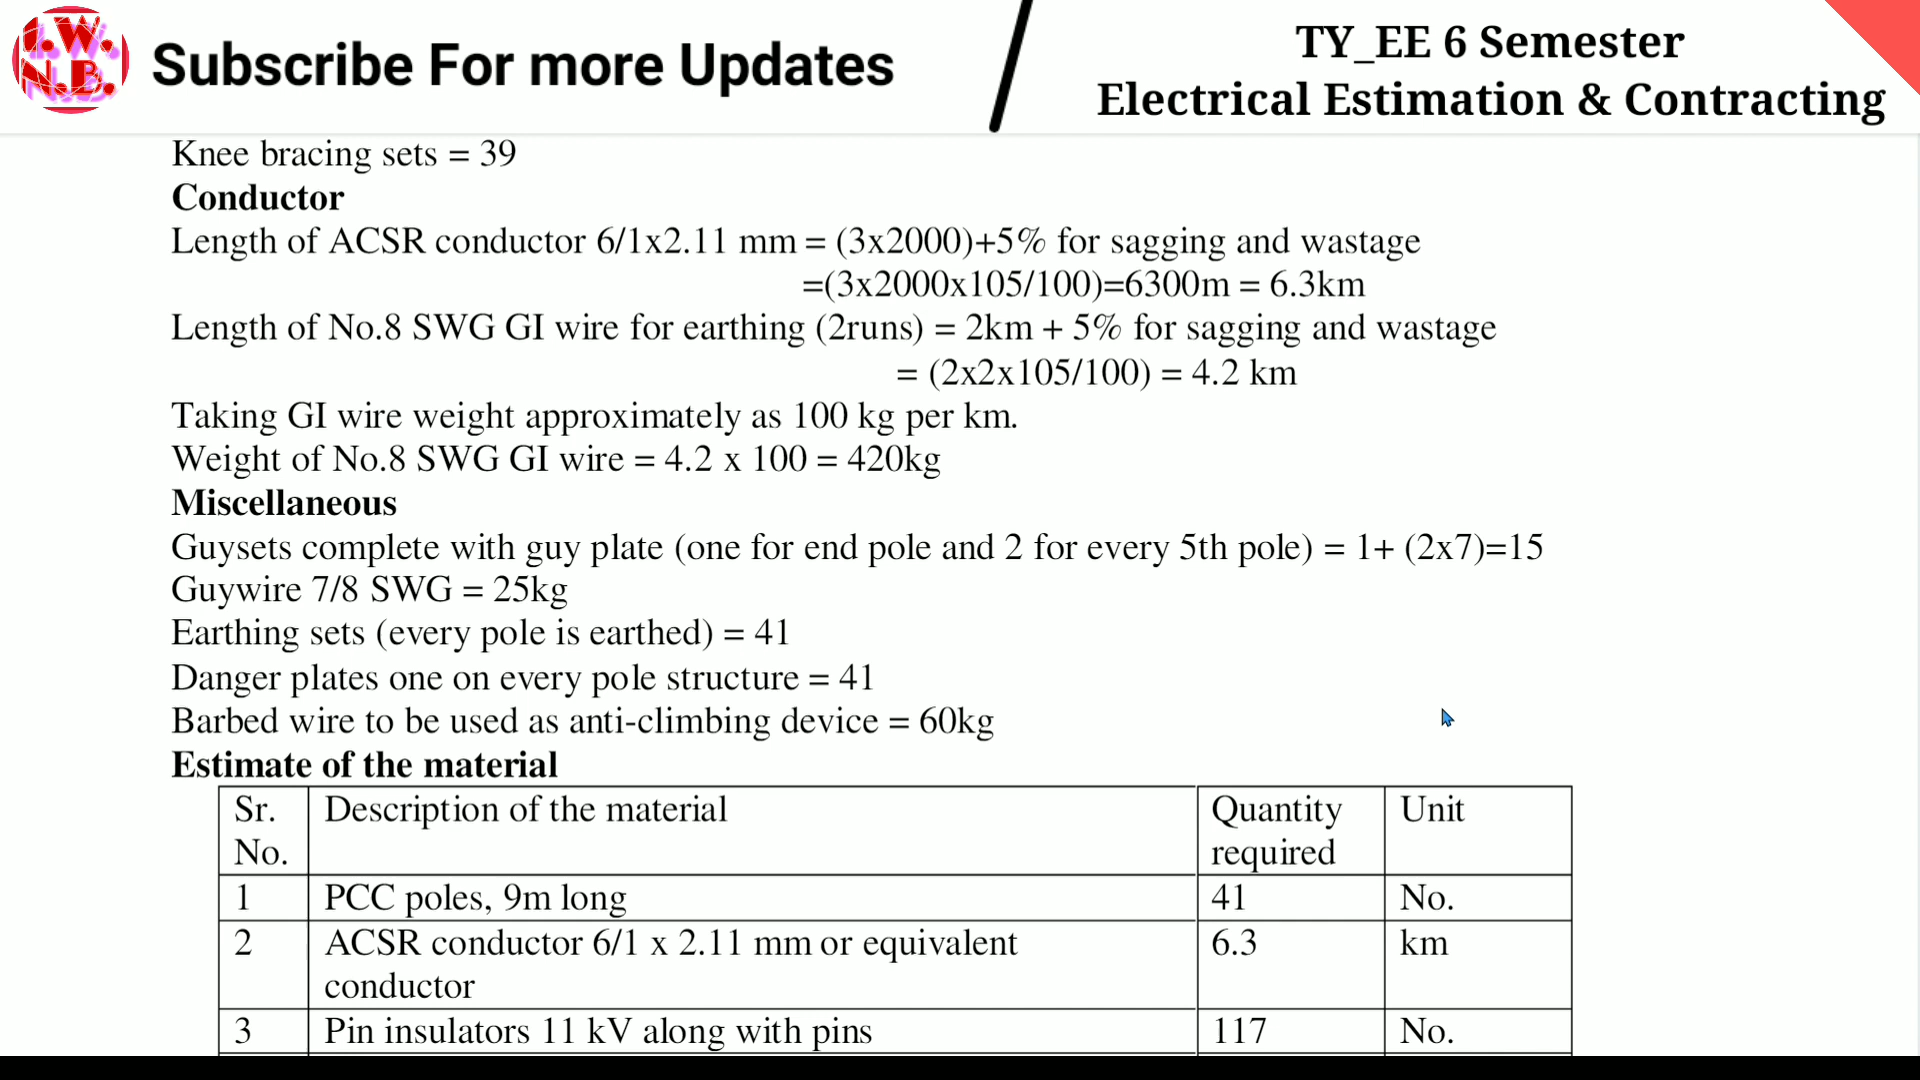 I.W.
N.B.
Subscribe For more Updates
TY_EE 6 Semester
Electrical Estimation & Contracting
Knee bracing sets = 39
Conductor
Length of ACSR conductor 6/1x2.11 mm = (3x2000)+5% for sagging and wastage
=(3x2000x105/100)=6300m = 6.3km
Length of No.8 SWG GI wire for earthing (2runs) = 2km + 5% for sagging and wastage
= (2x2x105/100) = 4.2 km
Taking GI wire weight approximately as 100 kg per km.
Weight of No.8 SWG GI wire = 4.2 x 100 = 420kg
Miscellaneous
Guysets complete with guy plate (one for end pole and 2 for every 5th pole) = 1+ (2x7)=15
Guywire 7/8 SWG = 25kg
Earthing sets (every pole is earthed) = 41
Danger plates one on every pole structure = 41
Barbed wire to be used as anti-climbing device = 60kg
Estimate of the material
Sr. No. Description of the material Quantity required Unit
1 PCC poles, 9m long 41 No.
2 ACSR conductor 6/1 x 2.11 mm or equivalent conductor 6.3 km
3 Pin insulators 11 kV along with pins 117 No.